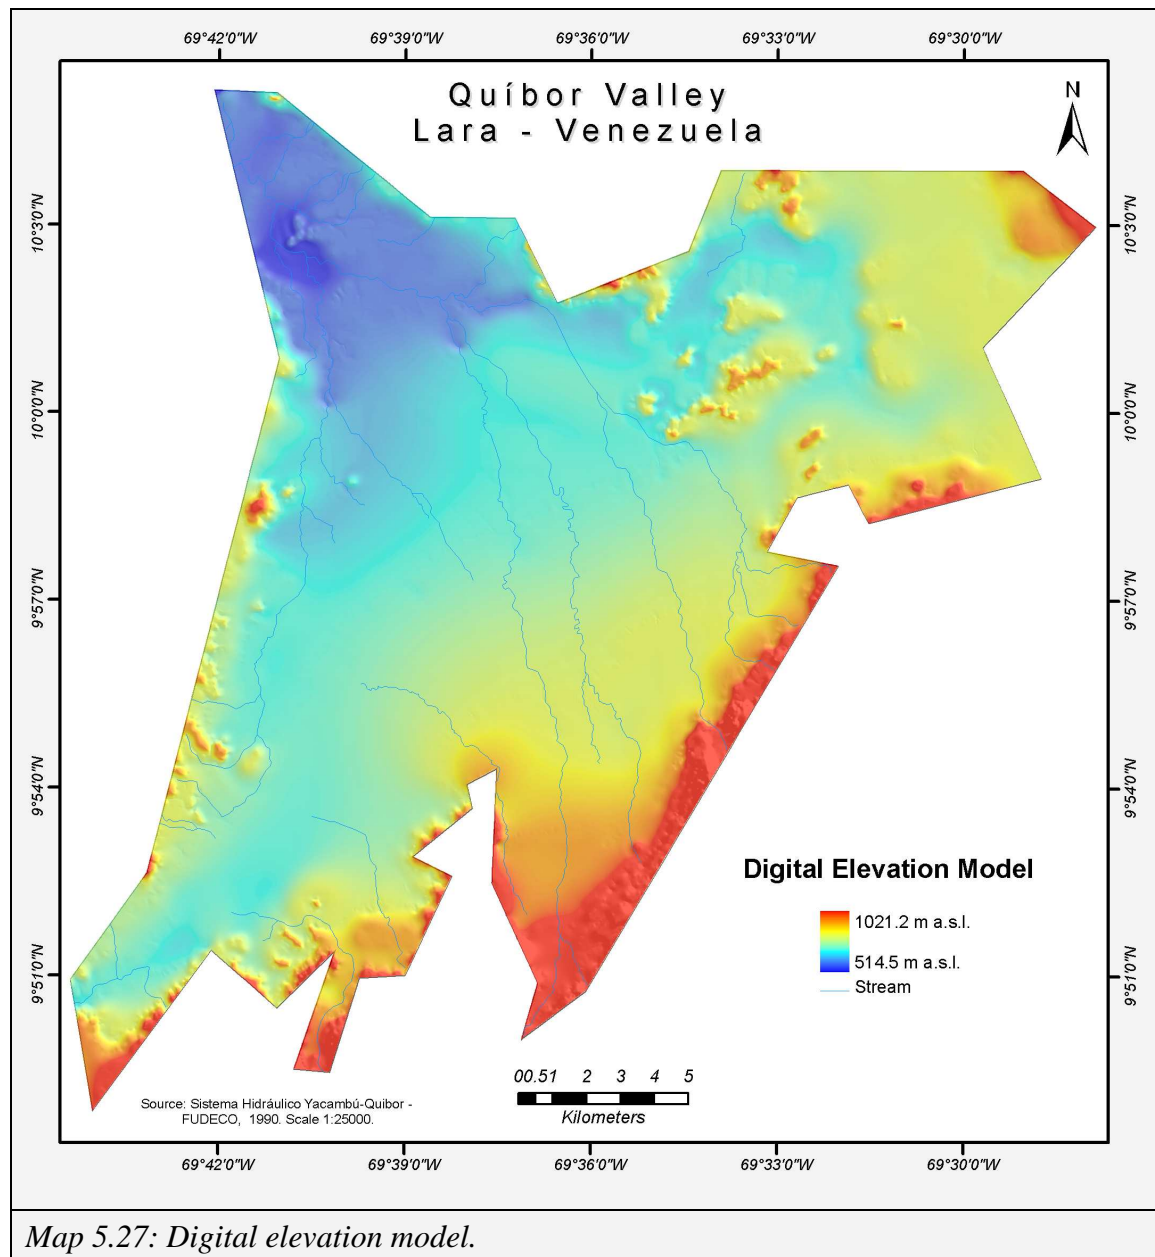 69°42'0"W 69°39'0"W 69°36'0"W 69°33'0"W 69°30'0"W
Quíbor Valley
Lara - Venezuela
N
10°3'0"N 10°3'0"N
10°0'0"N 10°0'0"N
9°57'0"N 9°57'0"N
9°54'0"N 9°54'0"N
Digital Elevation Model
1021.2 m a.s.l.
514.5 m a.s.l.
Stream
9°51'0"N 9°51'0"N
00.51 2 3 4 5
Kilometers
Source: Sistema Hidráulico Yacambú-Quibor -
FUDECO, 1990. Scale 1:25000.
69°42'0"W 69°39'0"W 69°36'0"W 69°33'0"W 69°30'0"W
Map 5.27: Digital elevation model.